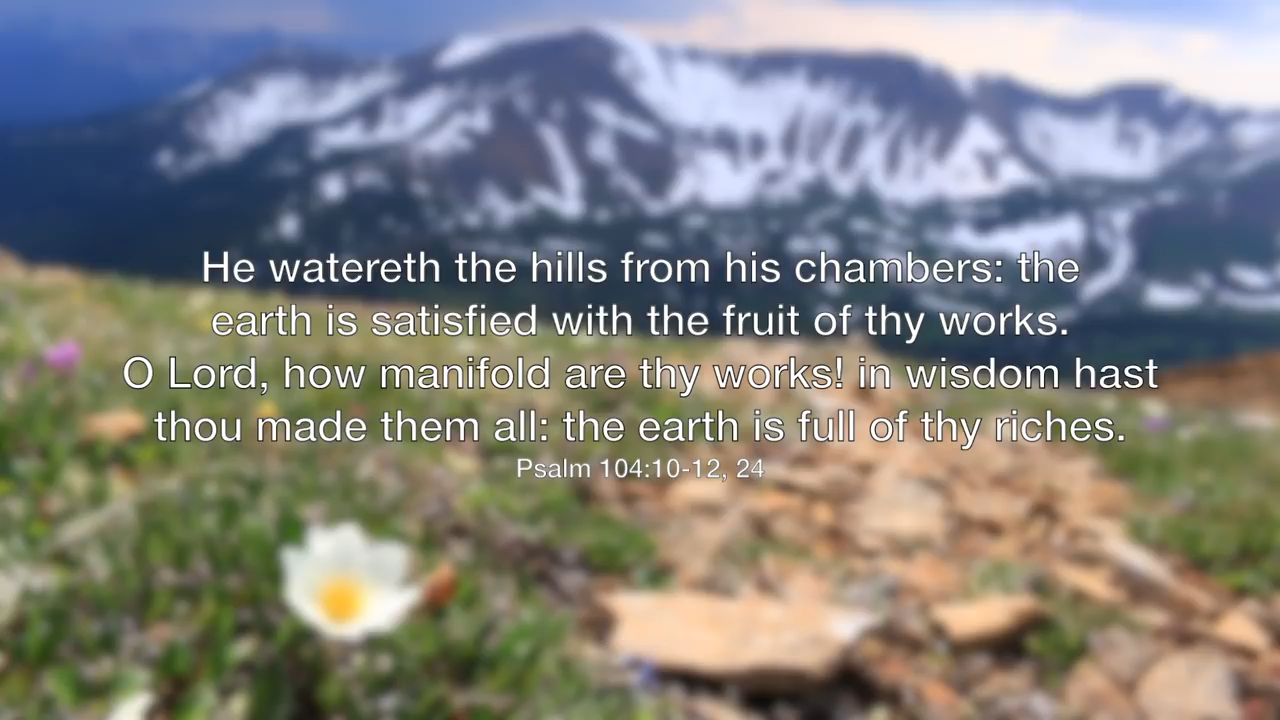 He watereth the hills from his chambers: the
earth is satisfied with the fruit of thy works.
O Lord, how manifold are thy works! in wisdom hast
thou made them all: the earth is full of thy riches.
Psalm 104:10-12, 24